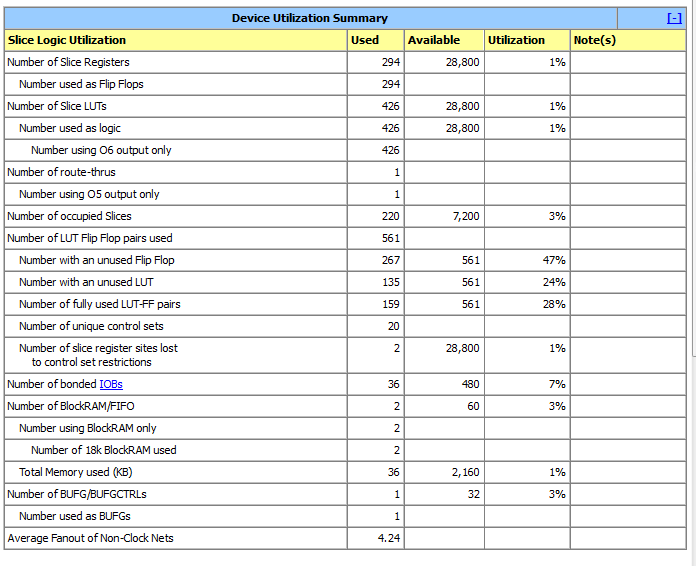 Device Utilization Summary [-]
Slice Logic Utilization Used Available Utilization Note(s)
Number of Slice Registers 294 28,800 1%
Number used as Flip Flops 294
Number of Slice LUTs 426 28,800 1%
Number used as logic 426 28,800 1%
Number using O6 output only 426
Number of route-thrus 1
Number using O5 output only 1
Number of occupied Slices 220 7,200 3%
Number of LUT Flip Flop pairs used 561
Number with an unused Flip Flop 267 561 47%
Number with an unused LUT 135 561 24%
Number of fully used LUT-FF pairs 159 561 28%
Number of unique control sets 20
Number of slice register sites lost 2 28,800 1%
to control set restrictions
Number of bonded IOBs 36 480 7%
Number of BlockRAM/FIFO 2 60 3%
Number using BlockRAM only 2
Number of 18k BlockRAM used 2
Total Memory used (KB) 36 2,160 1%
Number of BUFG/BUFGCTRLs 1 32 3%
Number used as BUFGs 1
Average Fanout of Non-Clock Nets 4.24